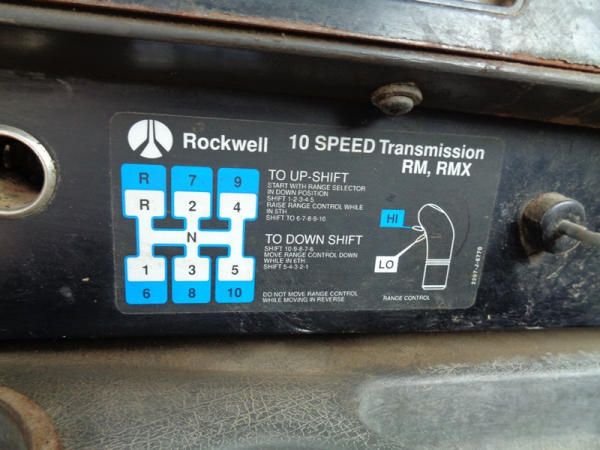 Rockwell 10 SPEED Transmission
RM, RMX
R 7 9
R 2 4
N
1 3 5
6 8 10
TO UP-SHIFT
START WITH RANGE SELECTOR
IN DOWN POSITION
SHIFT 1-2-3-4-5
RAISE RANGE CONTROL WHILE
IN 5TH
SHIFT TO 6-7-8-9-10
TO DOWN SHIFT
SHIFT 10-9-8-7-6
MOVE RANGE CONTROL DOWN
WHILE IN 6TH
SHIFT 5-4-3-2-1
DO NOT MOVE RANGE CONTROL
WHILE MOVING IN REVERSE
HI
LO
RANGE CONTROL